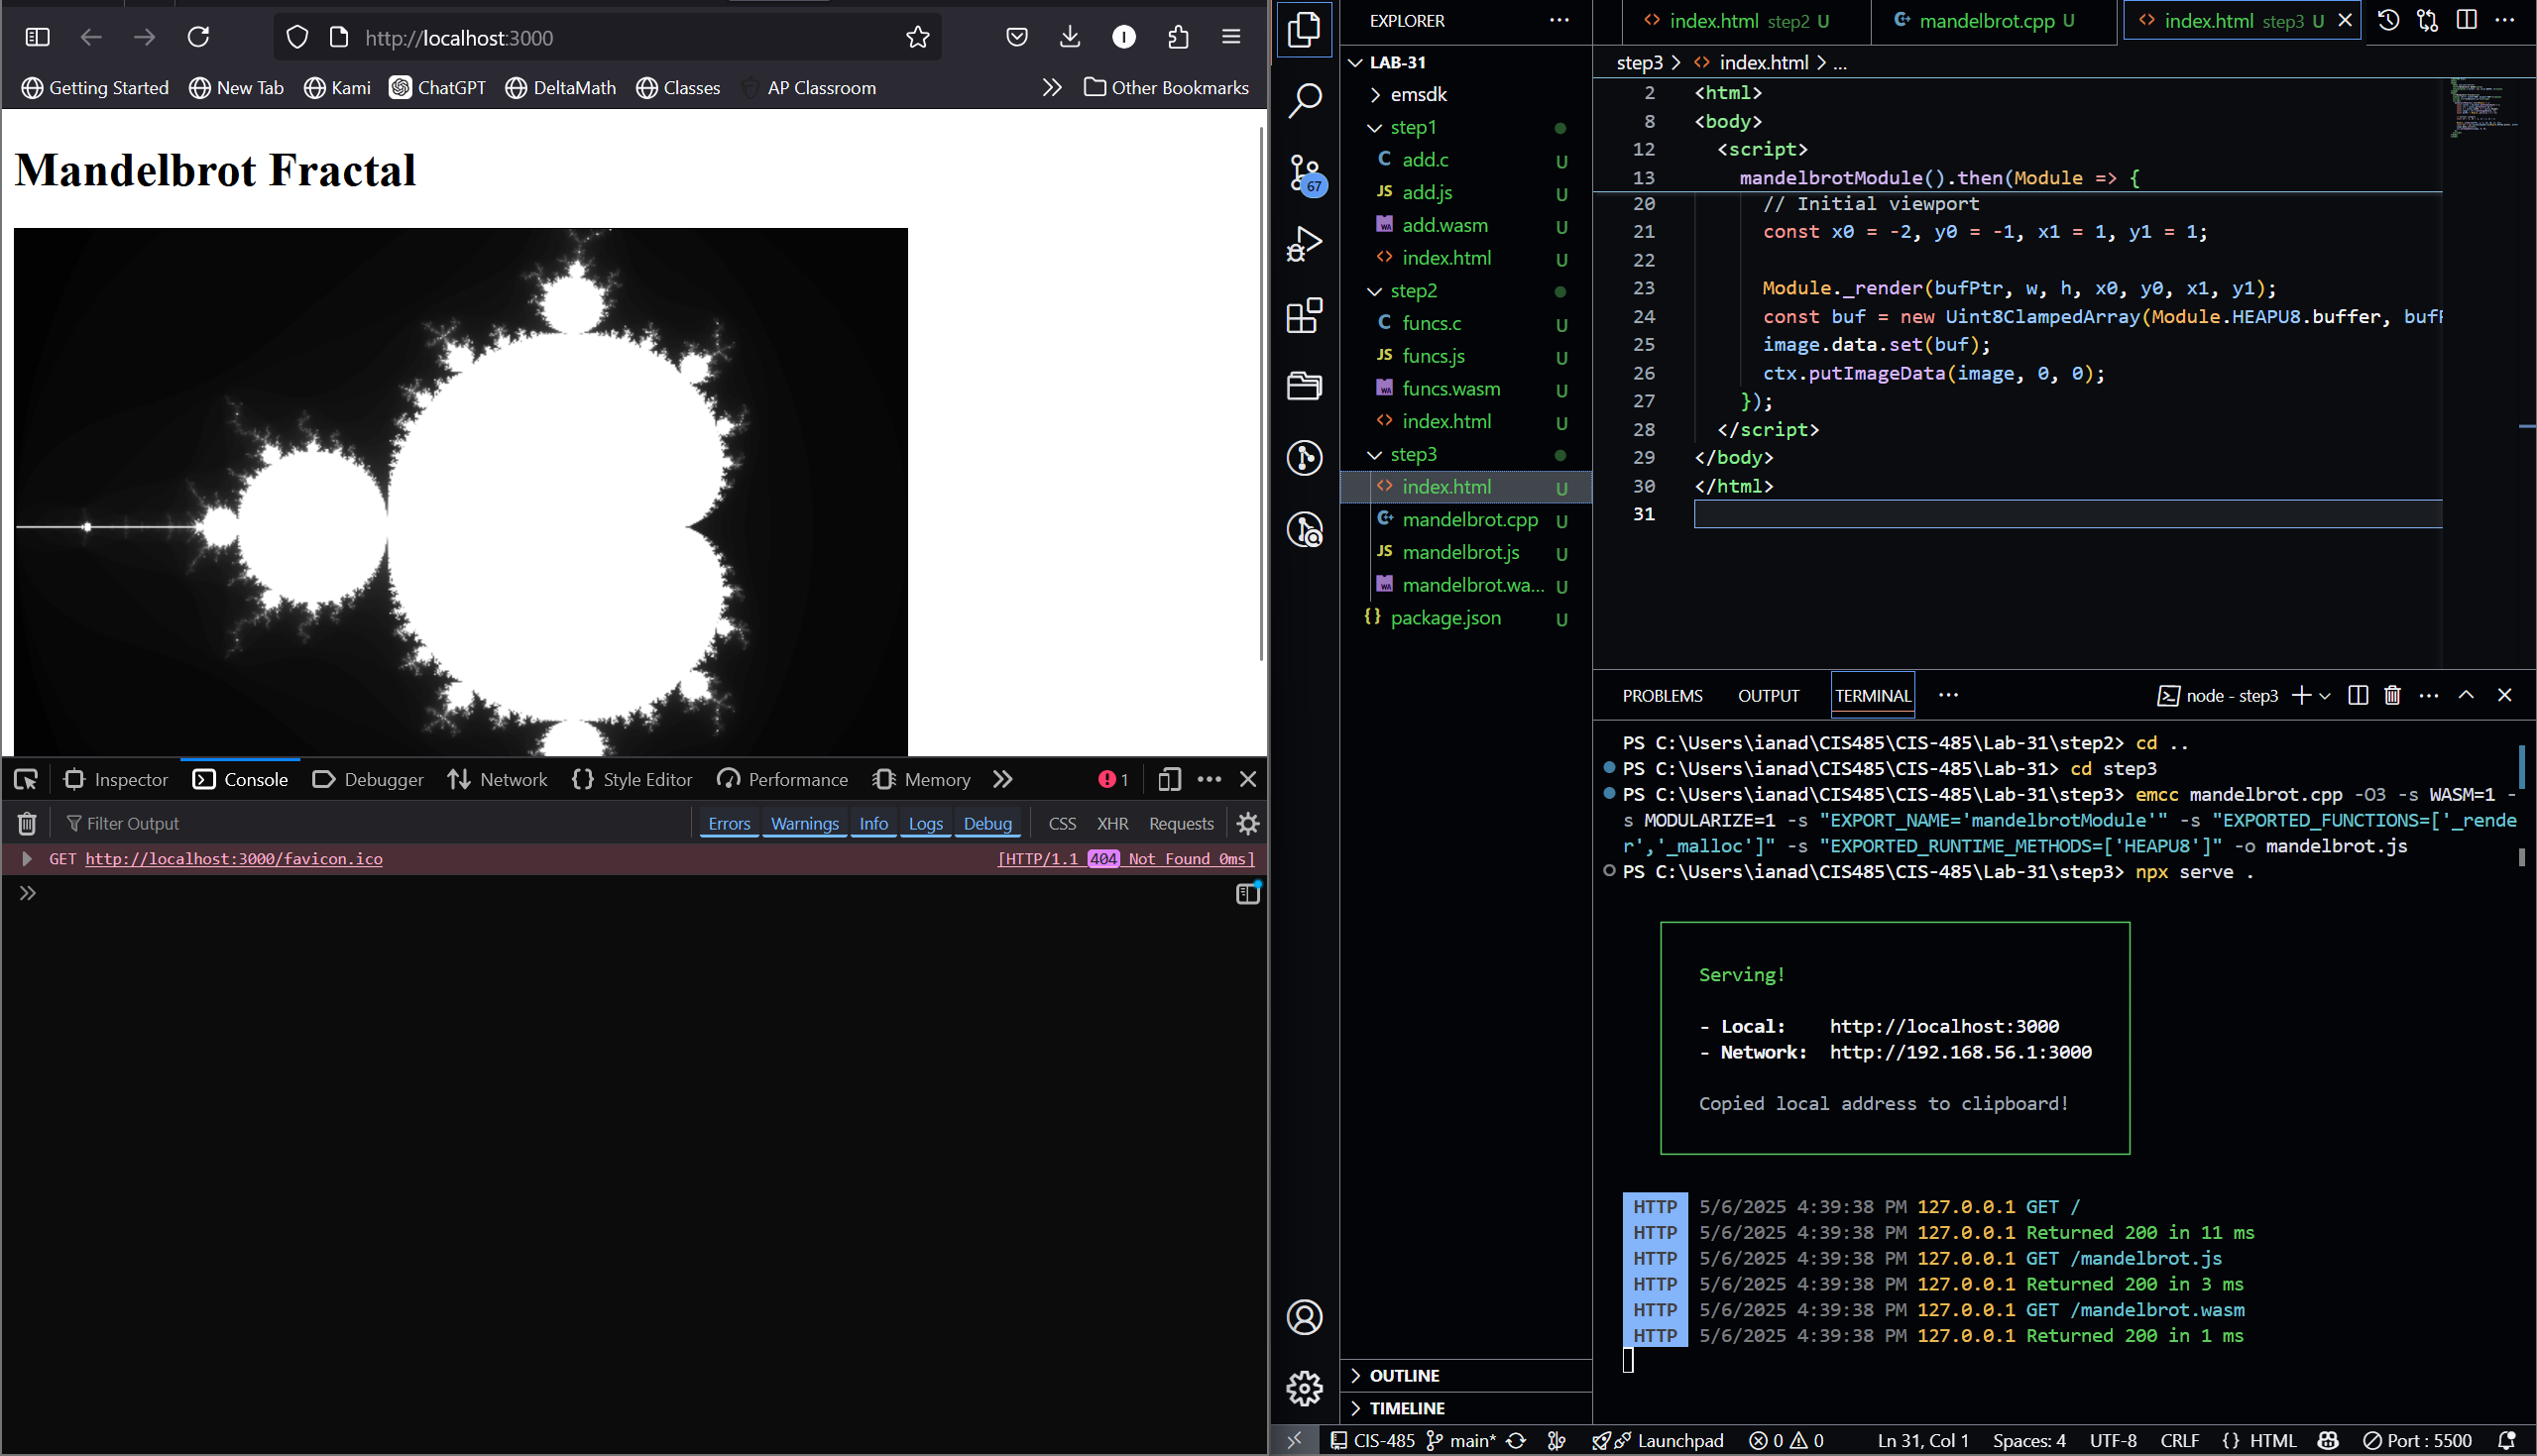 http://localhost:3000
Getting Started New Tab Kami ChatGPT DeltaMath Classes AP Classroom Other Bookmarks
Mandelbrot Fractal
Inspector Console Debugger Network Style Editor Performance Memory 1
Filter Output Errors Warnings Info Logs Debug CSS XHR Requests
GET http://localhost:3000/favicon.ico [HTTP/1.1 404 Not Found 0ms]
EXPLORER
LAB-31
emsdk
step1
add.c U
add.js U
add.wasm U
index.html U
step2
funcs.c U
funcs.js U
funcs.wasm U
index.html U
step3
index.html U
mandelbrot.cpp U
mandelbrot.js U
mandelbrot.wa... U
package.json U
67
OUTLINE
TIMELINE
index.html step2 U mandelbrot.cpp U index.html step3 U
step3 > index.html > ...
2 <html>
8 <body>
12 <script>
13 mandelbrotModule().then(Module => {
20 // Initial viewport
21 const x0 = -2, y0 = -1, x1 = 1, y1 = 1;
22
23 Module._render(bufPtr, w, h, x0, y0, x1, y1);
24 const buf = new Uint8ClampedArray(Module.HEAPU8.buffer,
25 image.data.set(buf);
26 ctx.putImageData(image, 0, 0);
27 });
28 </script>
29 </body>
30 </html>
31
PROBLEMS OUTPUT TERMINAL node - step3
PS C:\Users\ianad\CIS485\CIS-485\Lab-31\step2> cd ..
PS C:\Users\ianad\CIS485\CIS-485\Lab-31> cd step3
PS C:\Users\ianad\CIS485\CIS-485\Lab-31\step3> emcc mandelbrot.cpp -O3 -s WASM=1 -
s MODULARIZE=1 -s "EXPORT_NAME='mandelbrotModule'" -s "EXPORTED_FUNCTIONS=['_rende
r','_malloc']" -s "EXPORTED_RUNTIME_METHODS=['HEAPU8']" -o mandelbrot.js
PS C:\Users\ianad\CIS485\CIS-485\Lab-31\step3> npx serve .
Serving!
- Local: http://localhost:3000
- Network: http://192.168.56.1:3000
Copied local address to clipboard!
HTTP 5/6/2025 4:39:38 PM 127.0.0.1 GET /
HTTP 5/6/2025 4:39:38 PM 127.0.0.1 Returned 200 in 11 ms
HTTP 5/6/2025 4:39:38 PM 127.0.0.1 GET /mandelbrot.js
HTTP 5/6/2025 4:39:38 PM 127.0.0.1 Returned 200 in 3 ms
HTTP 5/6/2025 4:39:38 PM 127.0.0.1 GET /mandelbrot.wasm
HTTP 5/6/2025 4:39:38 PM 127.0.0.1 Returned 200 in 1 ms
CIS-485 main* Launchpad 0 0 Ln 31, Col 1 Spaces: 4 UTF-8 CRLF {} HTML Port : 5500